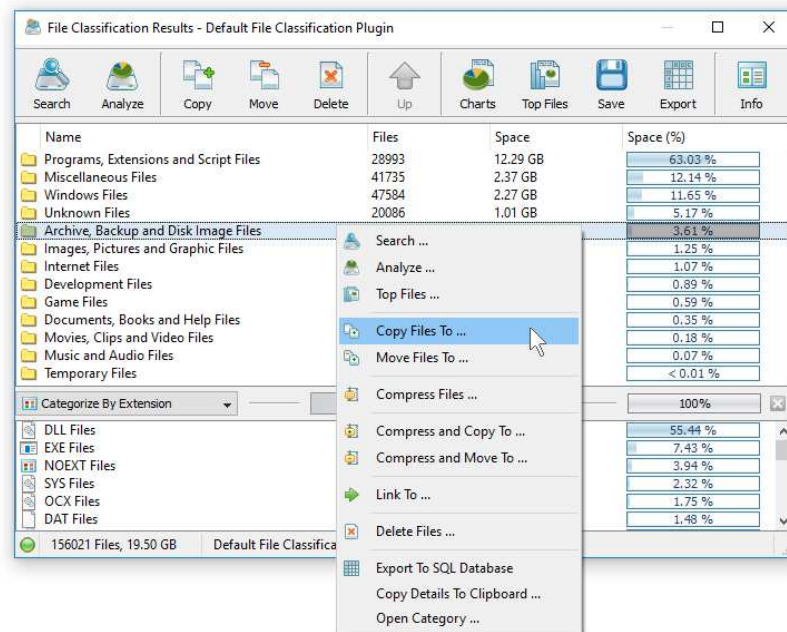 File Classification Results - Default File Classification Plugin
Search Analyze Copy Move Delete Up Charts Top Files Save Export Info
Name Files Space Space (%)
Programs, Extensions and Script Files 28993 12.29 GB 63.03 %
Miscellaneous Files 41735 2.37 GB 12.14 %
Windows Files 47584 2.27 GB 11.65 %
Unknown Files 20086 1.01 GB 5.17 %
Archive, Backup and Disk Image Files 3.61 %
Images, Pictures and Graphic Files 1.25 %
Internet Files 1.07 %
Development Files 0.89 %
Game Files 0.59 %
Documents, Books and Help Files 0.35 %
Movies, Clips and Video Files 0.18 %
Music and Audio Files 0.07 %
Temporary Files < 0.01 %
Categorize By Extension 100%
DLL Files 55.44 %
EXE Files 7.43 %
NOEXT Files 3.94 %
SYS Files 2.32 %
OCX Files 1.75 %
DAT Files 1.48 %
156021 Files, 19.50 GB Default File Classifica
Search ...
Analyze ...
Top Files ...
Copy Files To ...
Move Files To ...
Compress Files ...
Compress and Copy To ...
Compress and Move To ...
Link To ...
Delete Files ...
Export To SQL Database
Copy Details To Clipboard ...
Open Category ...